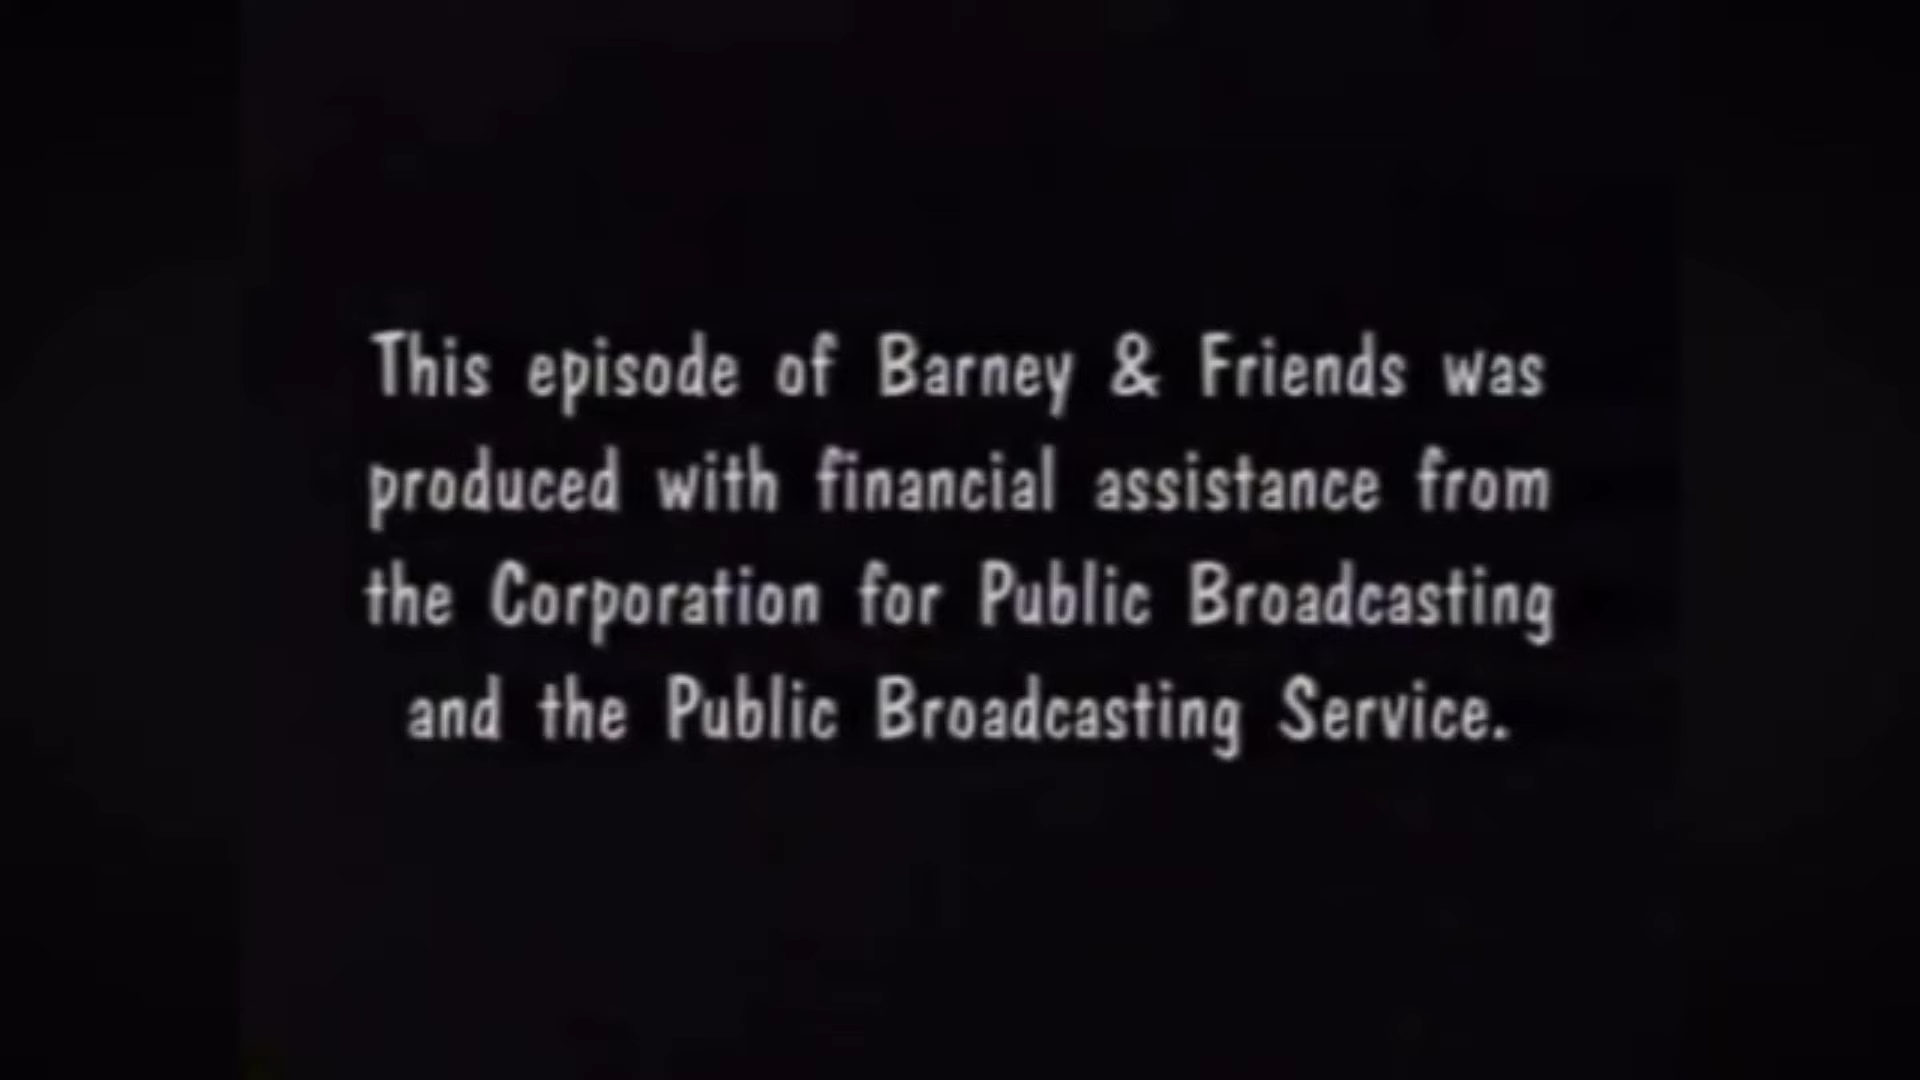 This episode of Barney & Friends was
produced with financial assistance from
the Corporation for Public Broadcasting
and the Public Broadcasting Service.